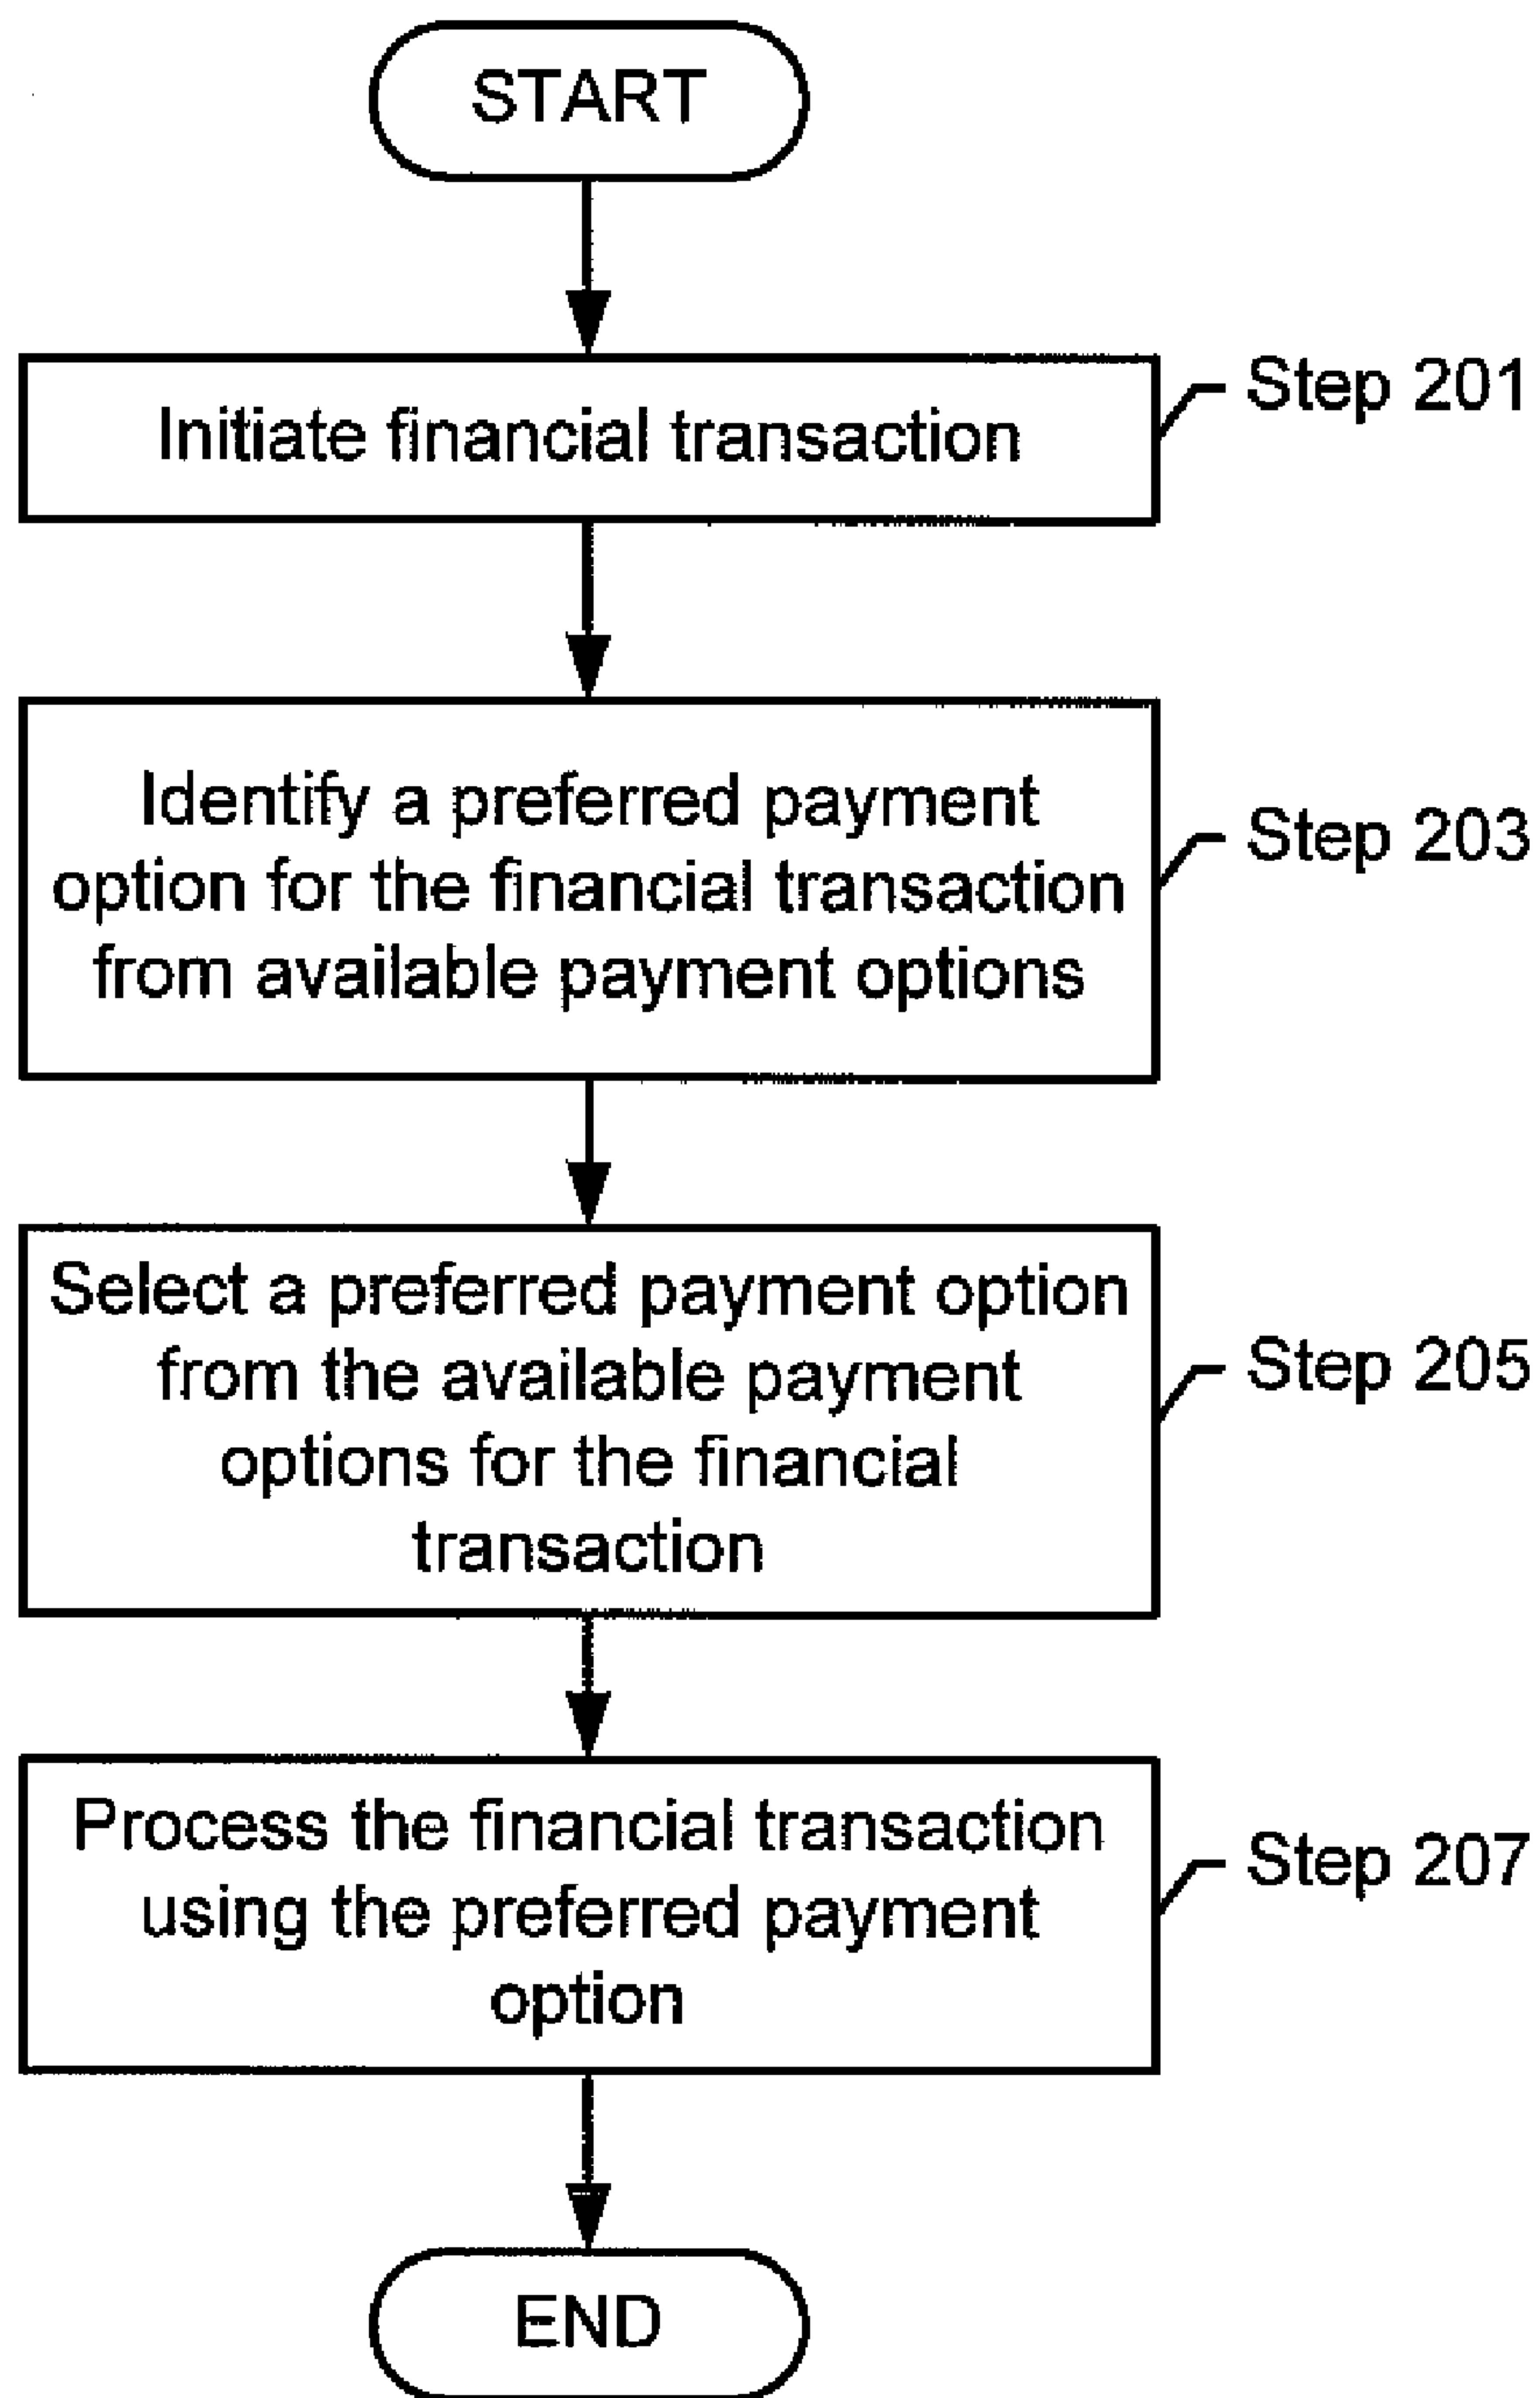 START
Initiate financial transaction
Step 201
Identify a preferred payment
option for the financial transaction
from available payment options
Step 203
Select a preferred payment option
from the available payment
options for the financial
transaction
Step 205
Process the financial transaction
using the preferred payment
option
Step 207
END